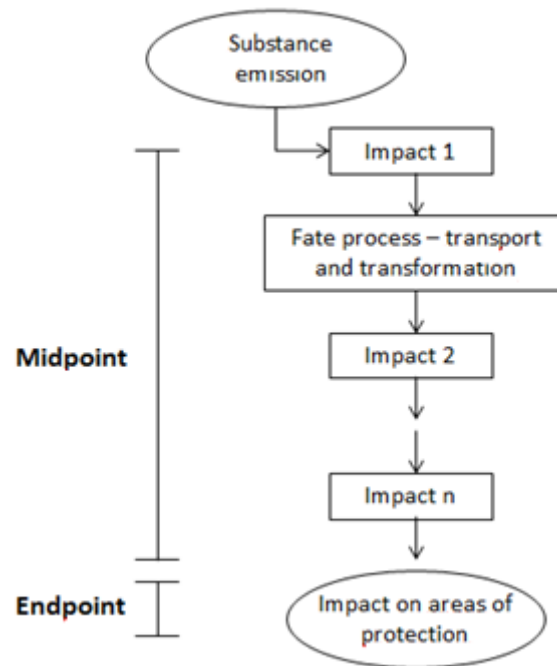 Substance
emission
Impact 1
Fate process – transport
and transformation
Impact 2
Midpoint
Impact n
Endpoint
Impact on areas of
protection